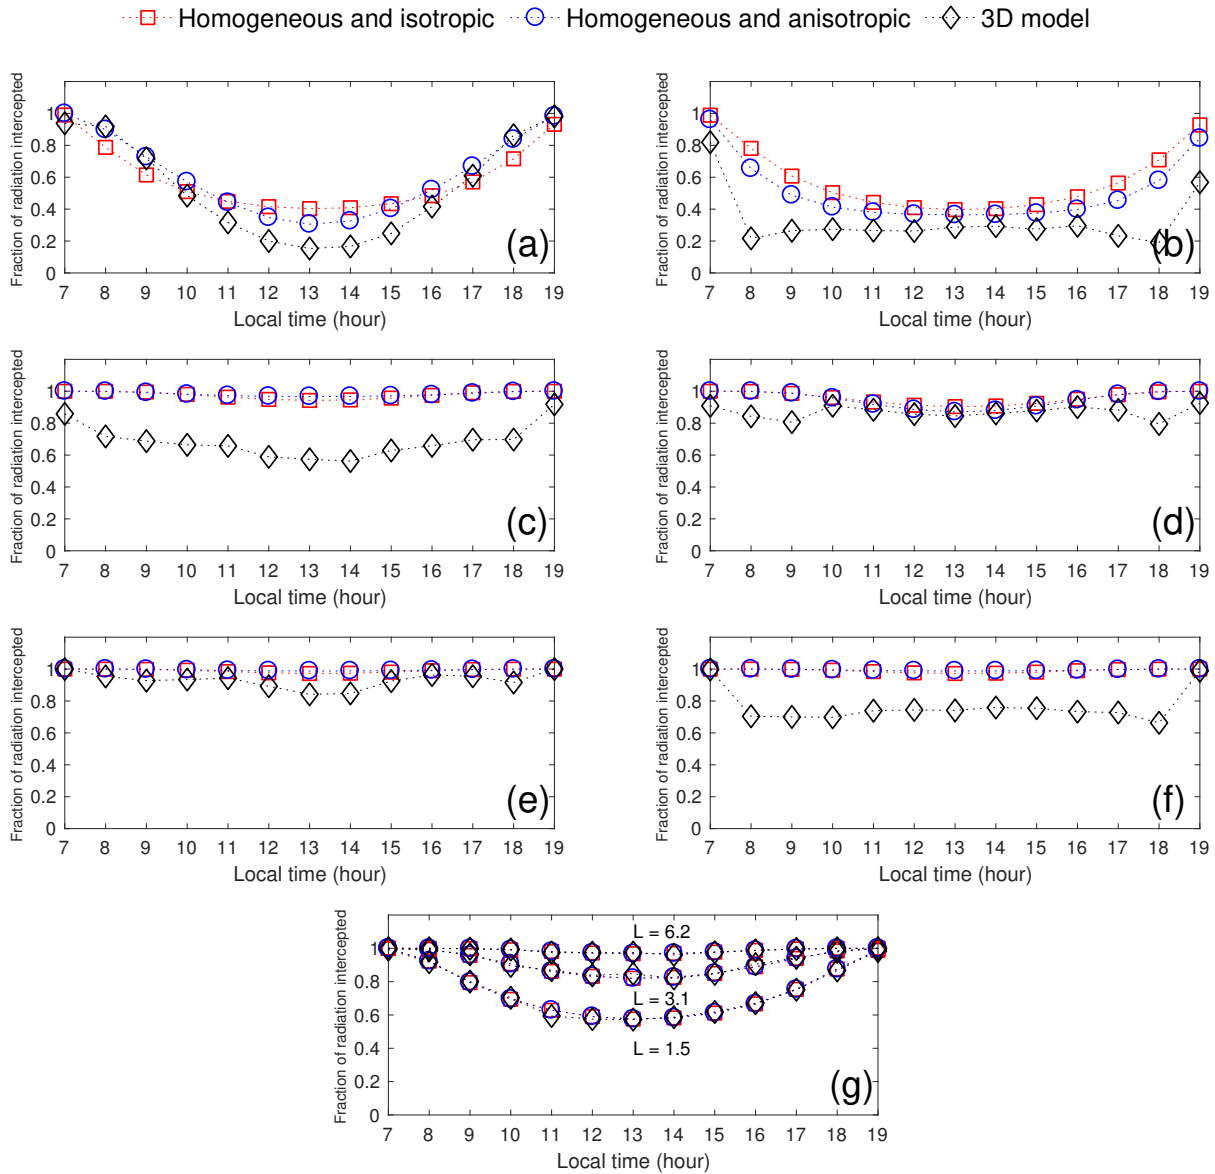 Homogeneous and isotropic Homogeneous and anisotropic 3D model
Fraction of radiation intercepted
1
0.8
0.6
0.4
0.2
0
(a)
7 8 9 10 11 12 13 14 15 16 17 18 19
Local time (hour)
Fraction of radiation intercepted
1
0.8
0.6
0.4
0.2
0
(b)
7 8 9 10 11 12 13 14 15 16 17 18 19
Local time (hour)
Fraction of radiation intercepted
1
0.8
0.6
0.4
0.2
0
(c)
7 8 9 10 11 12 13 14 15 16 17 18 19
Local time (hour)
Fraction of radiation intercepted
1
0.8
0.6
0.4
0.2
0
(d)
7 8 9 10 11 12 13 14 15 16 17 18 19
Local time (hour)
Fraction of radiation intercepted
1
0.8
0.6
0.4
0.2
0
(e)
7 8 9 10 11 12 13 14 15 16 17 18 19
Local time (hour)
Fraction of radiation intercepted
1
0.8
0.6
0.4
0.2
0
(f)
7 8 9 10 11 12 13 14 15 16 17 18 19
Local time (hour)
Fraction of radiation intercepted
1
0.8
0.6
0.4
0.2
0
L = 6.2
L = 3.1
L = 1.5
(g)
7 8 9 10 11 12 13 14 15 16 17 18 19
Local time (hour)